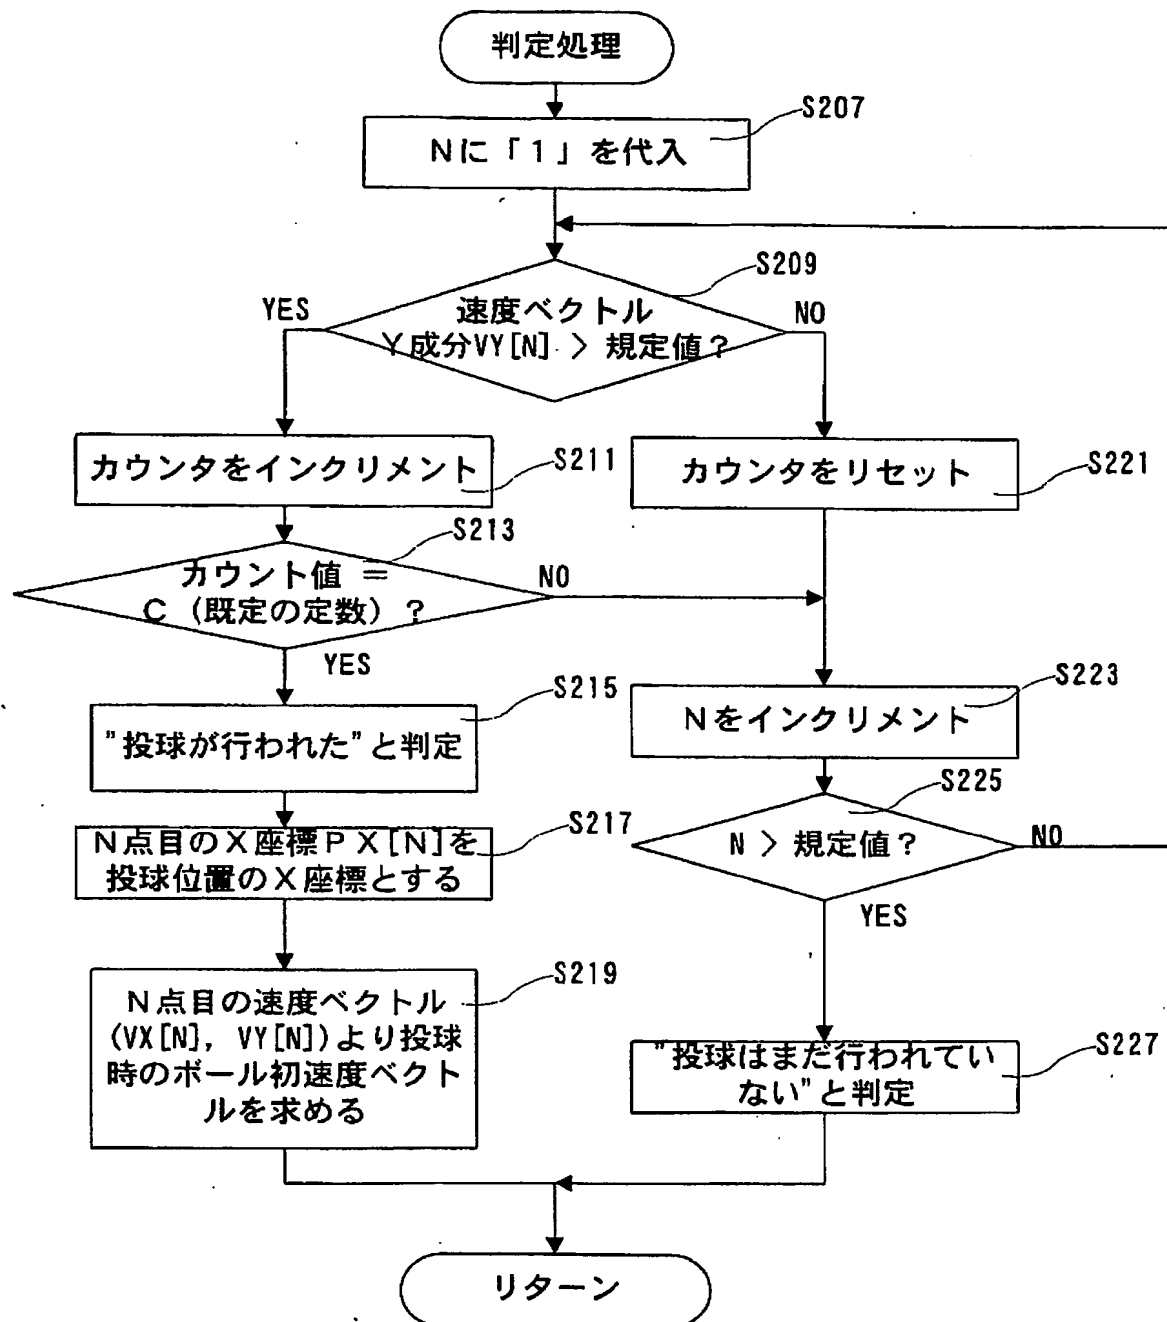 判定処理
S207
Nに「1」を代入
S209
速度ベクトル
Y成分VY[N] > 規定値?
YES
NO
カウンタをインクリメント
S211
カウンタをリセット
S221
S213
カウント値 =
C (既定の定数) ?
NO
YES
S215
"投球が行われた"と判定
S223
Nをインクリメント
S217
N点目のX座標PX[N]を
投球位置のX座標とする
S225
N > 規定値?
NO
YES
S219
N点目の速度ベクトル
(VX[N], VY[N])より投球
時のボール初速度ベクト
ルを求める
S227
"投球はまだ行われてい
ない"と判定
リターン